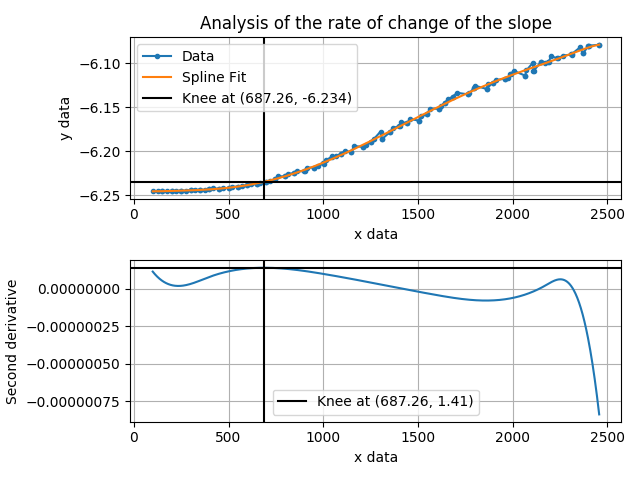 Analysis of the rate of change of the slope
Data
Spline Fit
Knee at (687.26, -6.234)
y data
−6.10
−6.15
−6.20
−6.25
0 500 1000 1500 2000 2500
x data
Second derivative
0.00000000
−0.00000025
−0.00000050
−0.00000075
Knee at (687.26, 1.41)
0 500 1000 1500 2000 2500
x data